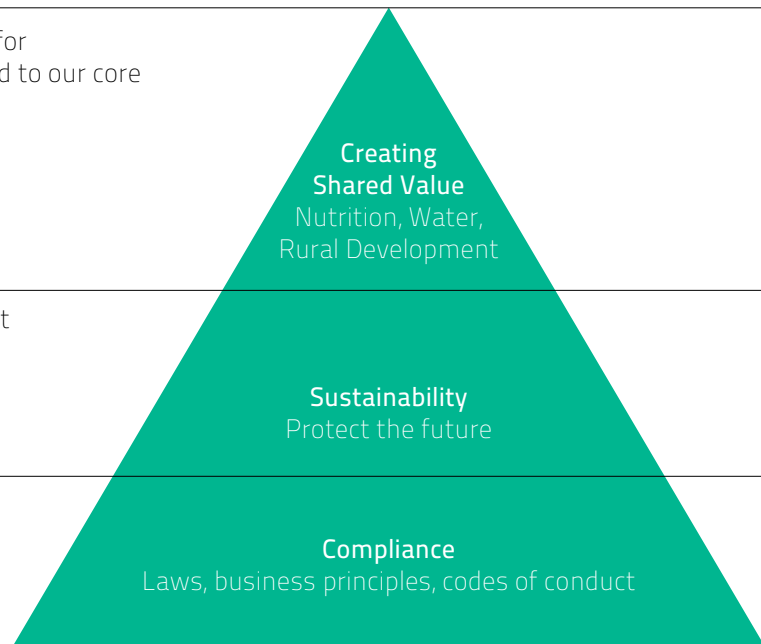 for
d to our core
Creating
Shared Value
Nutrition, Water,
Rural Development
t
Sustainability
Protect the future
Compliance
Laws, business principles, codes of conduct